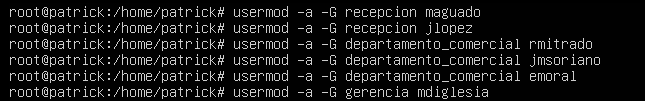 root@patrick:/home/patrick# usermod -a -G recepcion maguado
root@patrick:/home/patrick# usermod -a -G recepcion jlopez
root@patrick:/home/patrick# usermod -a -G departamento_comercial rmitrado
root@patrick:/home/patrick# usermod -a -G departamento_comercial jmsoriano
root@patrick:/home/patrick# usermod -a -G departamento_comercial emoral
root@patrick:/home/patrick# usermod -a -G gerencia mdiglesia